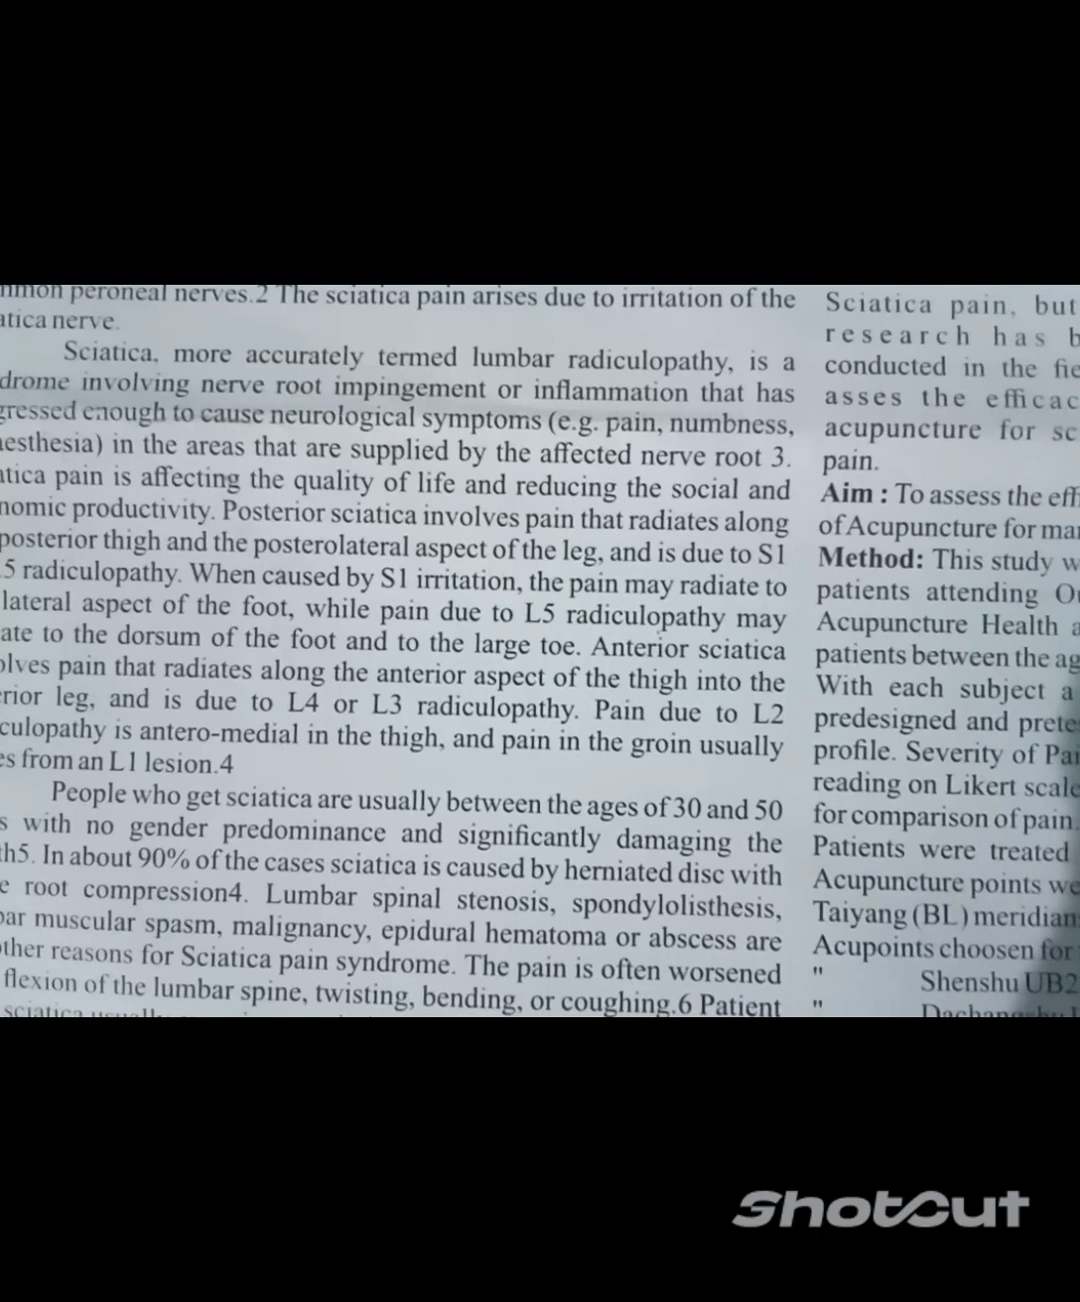 mmon peroneal nerves.2 The sciatica pain arises due to irritation of the
atica nerve.
Sciatica, more accurately termed lumbar radiculopathy, is a
drome involving nerve root impingement or inflammation that has
gressed enough to cause neurological symptoms (e.g. pain, numbness,
aesthesia) in the areas that are supplied by the affected nerve root 3.
atica pain is affecting the quality of life and reducing the social and
nomic productivity. Posterior sciatica involves pain that radiates along
posterior thigh and the posterolateral aspect of the leg, and is due to S1
.5 radiculopathy. When caused by S1 irritation, the pain may radiate to
lateral aspect of the foot, while pain due to L5 radiculopathy may
ate to the dorsum of the foot and to the large toe. Anterior sciatica
olves pain that radiates along the anterior aspect of the thigh into the
erior leg, and is due to L4 or L3 radiculopathy. Pain due to L2
culopathy is antero-medial in the thigh, and pain in the groin usually
es from an L1 lesion.4
People who get sciatica are usually between the ages of 30 and 50
s with no gender predominance and significantly damaging the
th5. In about 90% of the cases sciatica is caused by herniated disc with
e root compression4. Lumbar spinal stenosis, spondylolisthesis,
bar muscular spasm, malignancy, epidural hematoma or abscess are
other reasons for Sciatica pain syndrome. The pain is often worsened
flexion of the lumbar spine, twisting, bending, or coughing.6 Patient
sciatica usually
Sciatica pain, but
research has b
conducted in the fie
asses the efficac
acupuncture for sc
pain.
Aim : To assess the effi
of Acupuncture for man
Method: This study w
patients attending Ou
Acupuncture Health a
patients between the ag
With each subject a
predesigned and prete
profile. Severity of Pai
reading on Likert scale
for comparison of pain.
Patients were treated
Acupuncture points we
Taiyang (BL) meridian
Acupoints choosen for
" Shenshu UB2
" Dachangshu
ShotCut